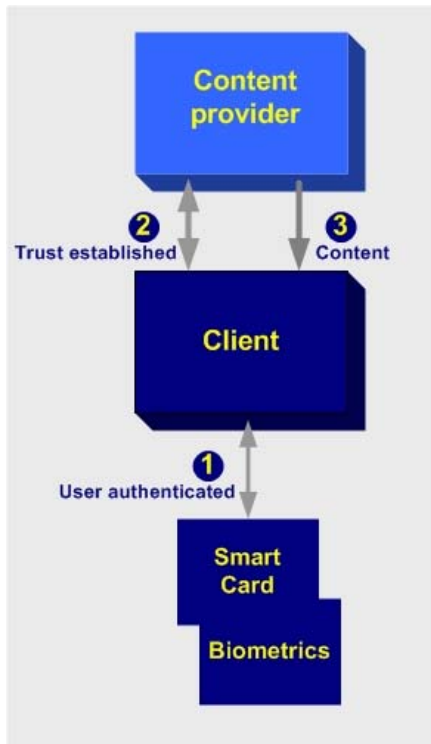 Content
provider
2
3
Trust established
Content
Client
1
User authenticated
Smart
Card
Biometrics